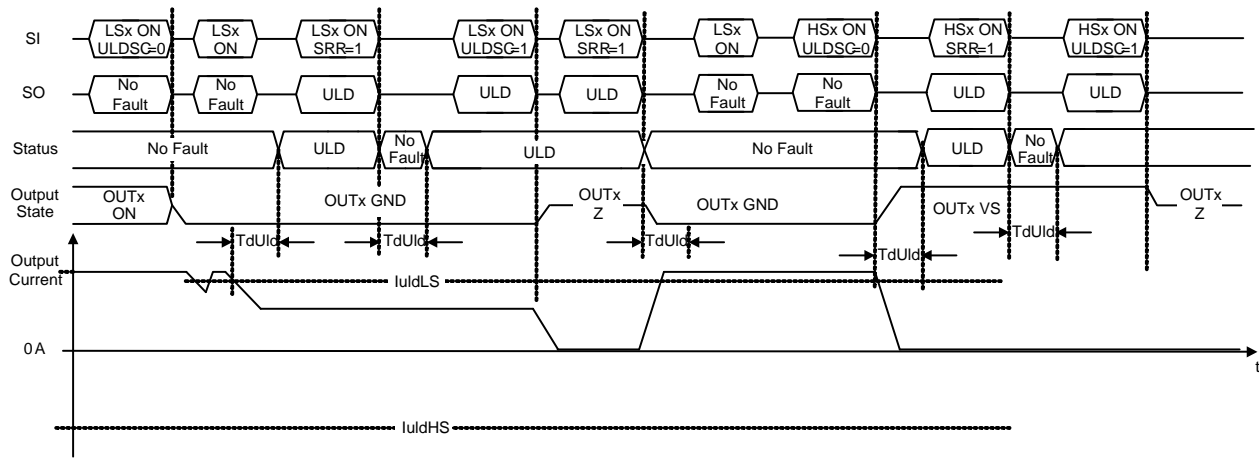 SI
LSx ON
ULDSC=0
LSx
ON
LSx ON
SRR=1
LSx ON
ULDSC=1
LSx ON
SRR=1
LSx
ON
HSx ON
ULDSC=0
HSx ON
SRR=1
HSx ON
ULDSC=1
SO
No
Fault
No
Fault
ULD
ULD
ULD
No
Fault
No
Fault
ULD
ULD
Status
No Fault
ULD
No
Fault
ULD
No Fault
ULD
No
Fault
Output
State
OUTx
ON
OUTx GND
OUTx
Z
OUTx GND
OUTx VS
OUTx
Z
TdUld
TdUld
TdUld
TdUld
TdUld
Output
Current
IuldLS
0 A
t
IuldHS